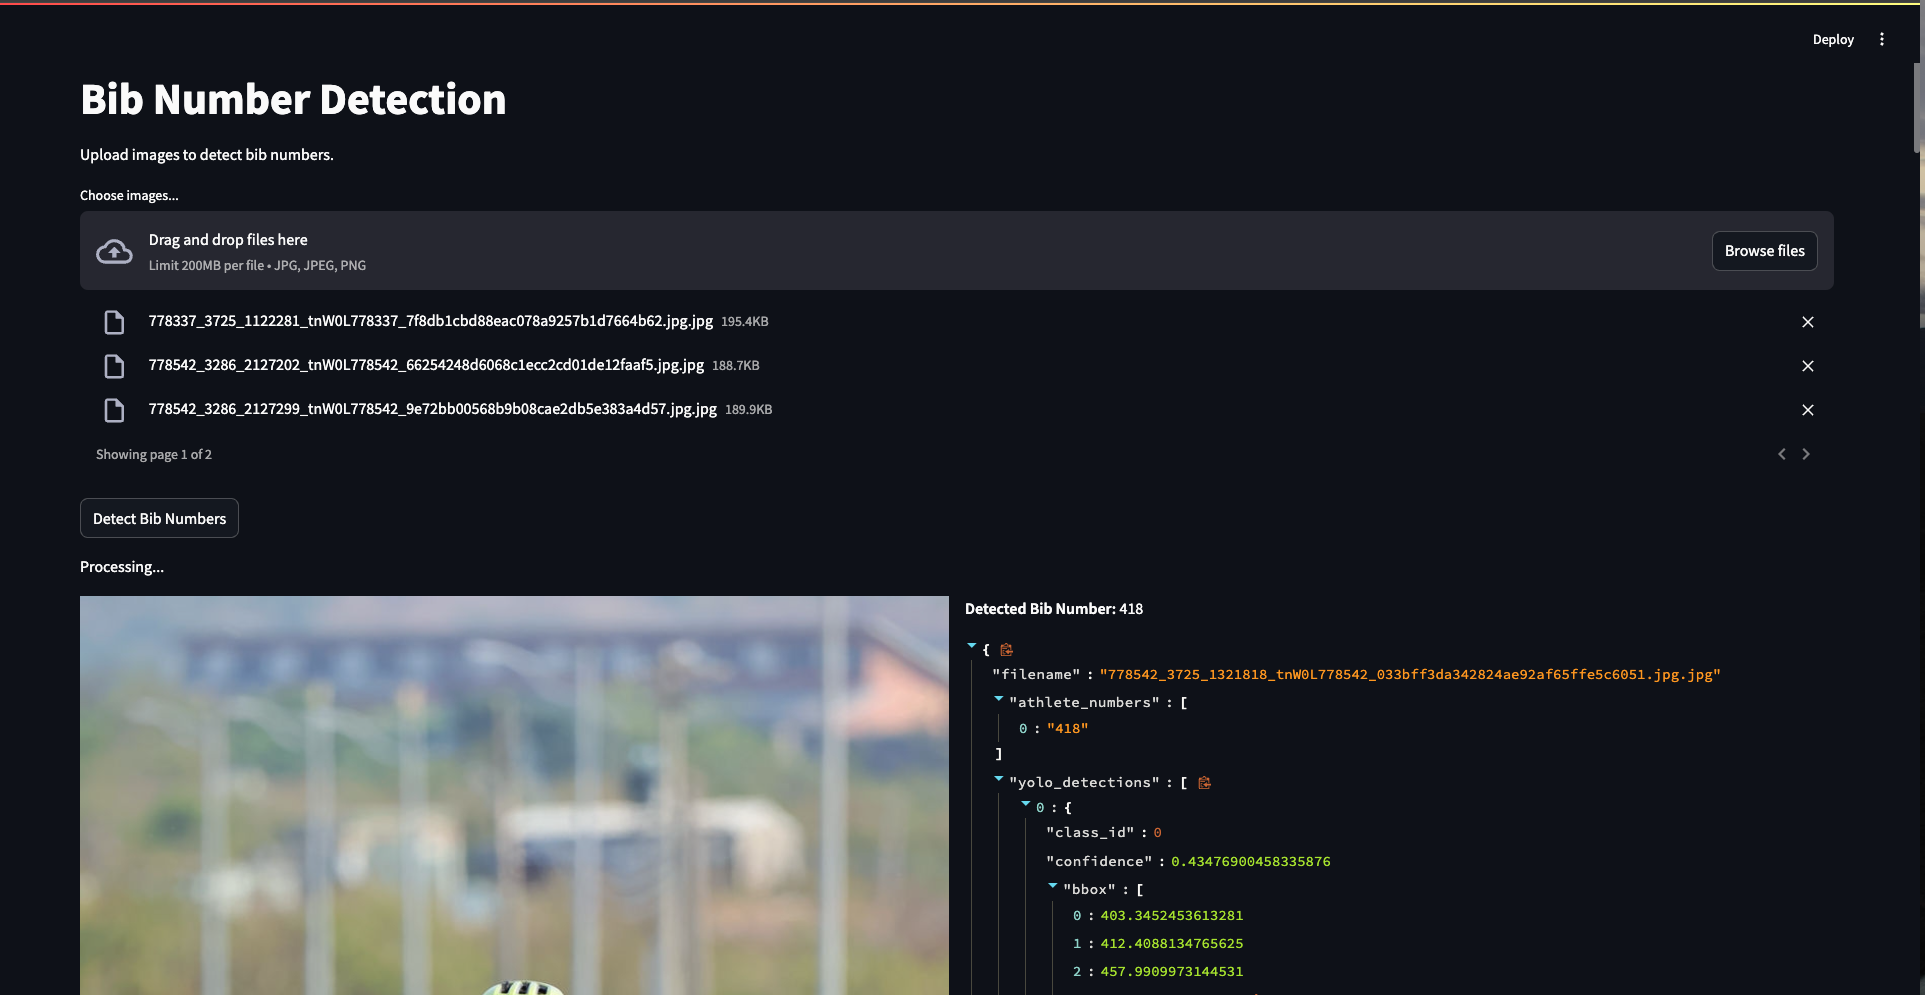 Deploy
Bib Number Detection
Upload images to detect bib numbers.
Choose images...
Drag and drop files here
Limit 200MB per file • JPG, JPEG, PNG
Browse files
778337_3725_1122281_tnW0L778337_7f8db1cbd88eac078a9257b1d7664b62.jpg.jpg 195.4KB
778542_3286_2127202_tnW0L778542_66254248d6068c1ecc2cd01de12faaf5.jpg.jpg 188.7KB
778542_3286_2127299_tnW0L778542_9e72bb00568b9b08cae2db5e383a4d57.jpg.jpg 189.9KB
Showing page 1 of 2
Detect Bib Numbers
Processing...
Detected Bib Number: 418
{
"filename" : "778542_3725_1321818_tnW0L778542_033bff3da342824ae92af65ffe5c6051.jpg.jpg"
"athlete_numbers" : [
0 : "418"
]
"yolo_detections" : [
0 : {
"class_id" : 0
"confidence" : 0.43476900458335876
"bbox" : [
0 : 403.3452453613281
1 : 412.4088134765625
2 : 457.9909973144531